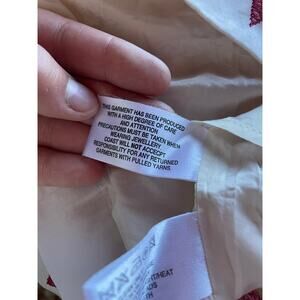 THIS GARMENT HAS BEEN PRODUCED
WITH A HIGH DEGREE OF CARE
AND ATTENTION
PRECAUTIONS MUST BE TAKEN WHEN
WEARING JEWELLERY
COAST WILL NOT ACCEPT
RESPONSIBILITY FOR ANY RETURNED
GARMENTS WITH PULLED YARNS.